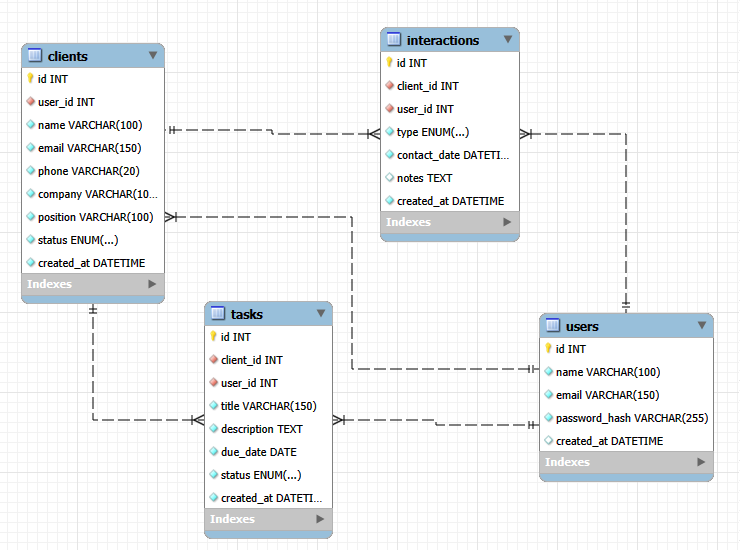 clients
id INT
user_id INT
name VARCHAR(100)
email VARCHAR(150)
phone VARCHAR(20)
company VARCHAR(10...
position VARCHAR(100)
status ENUM(...)
created_at DATETIME
Indexes
interactions
id INT
client_id INT
user_id INT
type ENUM(...)
contact_date DATETI...
notes TEXT
created_at DATETIME
Indexes
tasks
id INT
client_id INT
user_id INT
title VARCHAR(150)
description TEXT
due_date DATE
status ENUM(...)
created_at DATETI...
Indexes
users
id INT
name VARCHAR(100)
email VARCHAR(150)
password_hash VARCHAR(255)
created_at DATETIME
Indexes